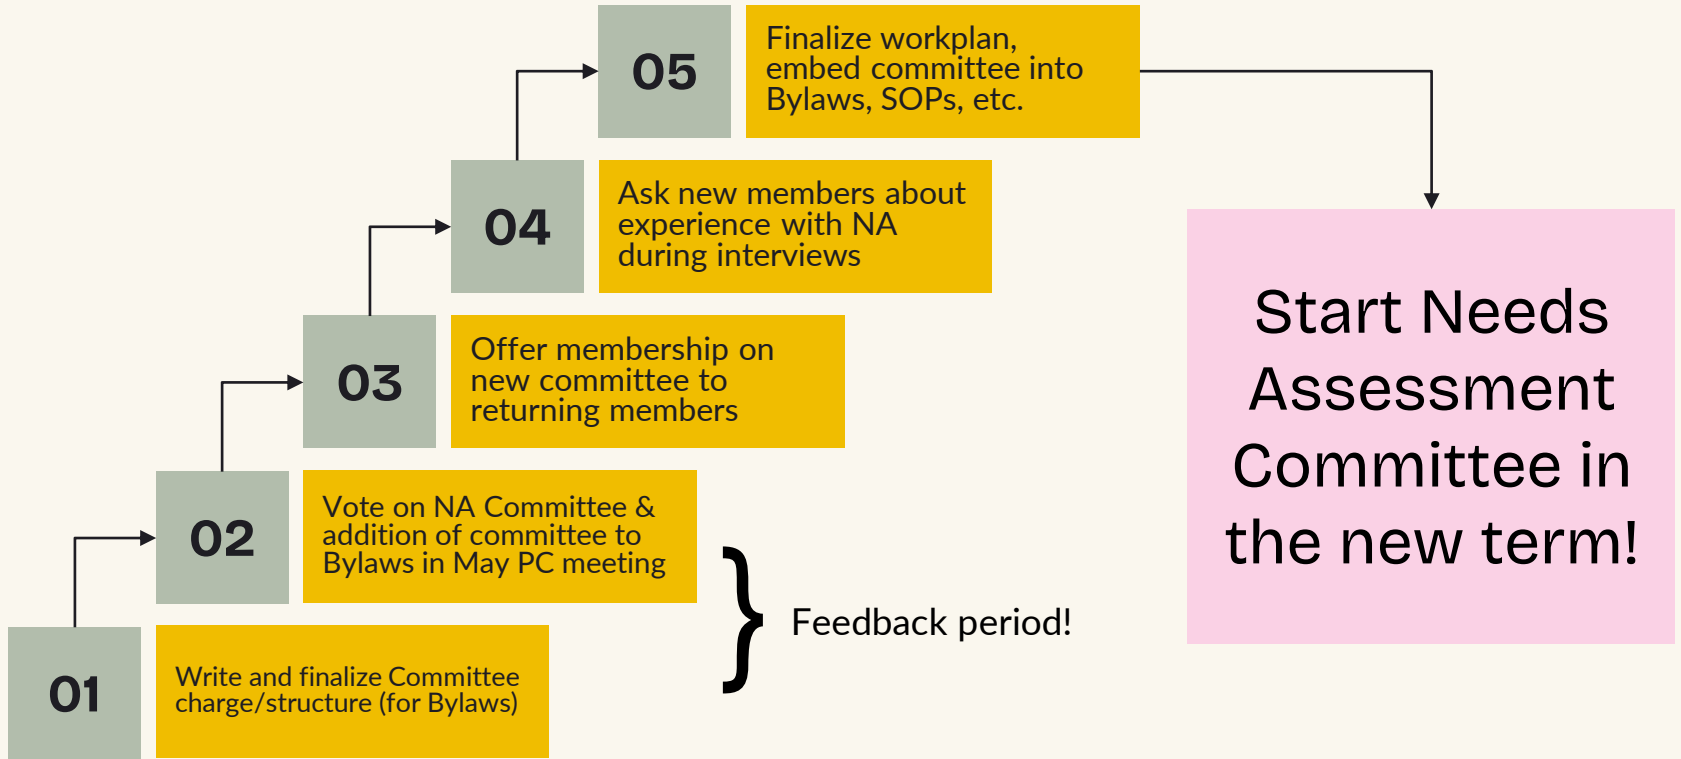 05
Finalize workplan,
embed committee into
Bylaws, SOPs, etc.
04
Ask new members about
experience with NA
during interviews
03
Offer membership on
new committee to
returning members
02
Vote on NA Committee &
addition of committee to
Bylaws in May PC meeting
01
Write and finalize Committee
charge/structure (for Bylaws)
Feedback period!
Start Needs
Assessment
Committee in
the new term!